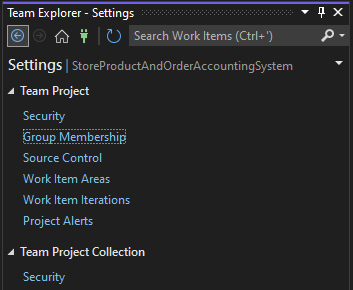 Team Explorer - Settings
Search Work Items (Ctrl+')
Settings | StoreProductAndOrderAccountingSystem
Team Project
Security
Group Membership
Source Control
Work Item Areas
Work Item Iterations
Project Alerts
Team Project Collection
Security